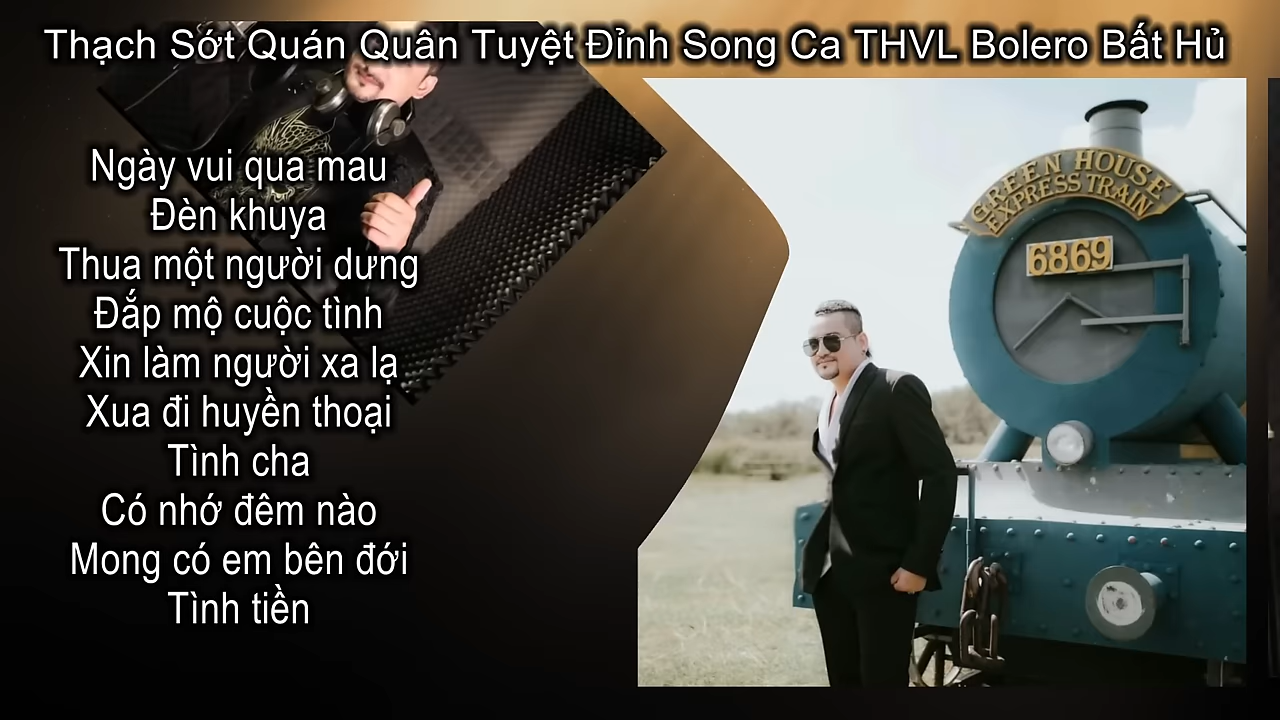 Thạch Sớt Quán Quân Tuyệt Đỉnh Song Ca THVL Bolero Bất Hủ
Ngày vui qua mau
Đèn khuya
Thua một người dưng
Đắp mộ cuộc tình
Xin làm người xa lạ
Xua đi huyền thoại
Tình cha
Có nhớ đêm nào
Mong có em bên đới
Tình tiền
GREEN HOUSE
EXPRESS TRAIN
6869